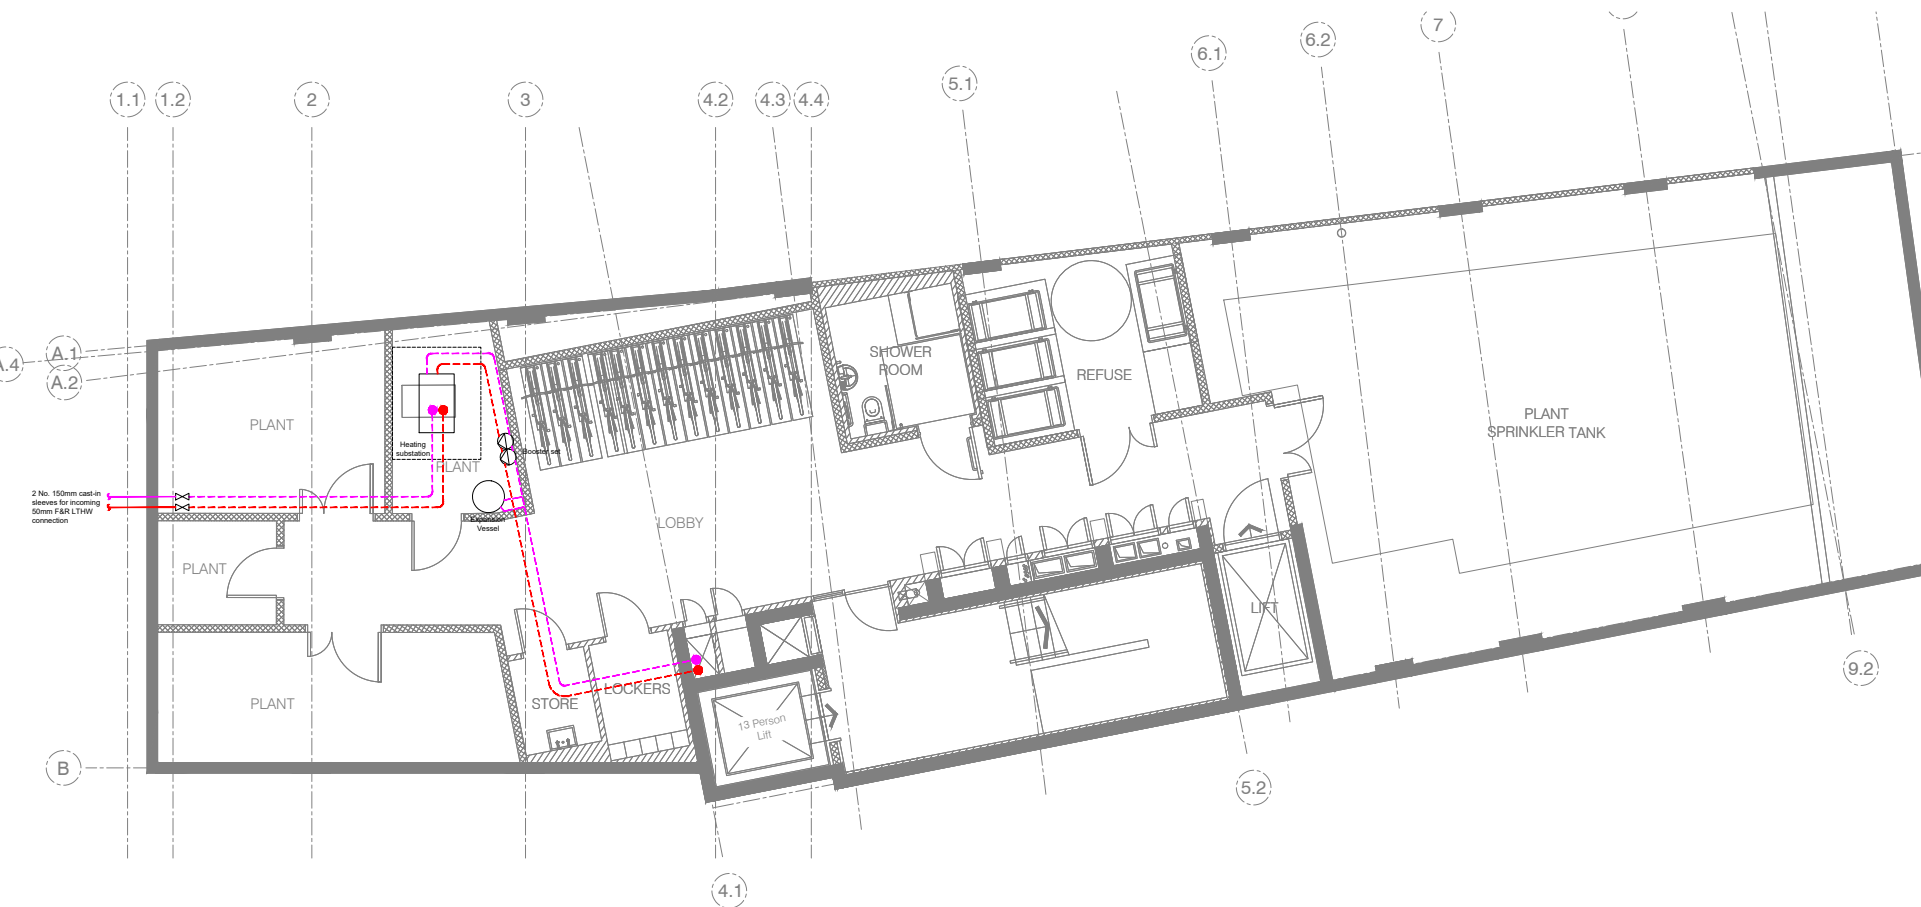 1.1
1.2
2
3
4.2
4.3
4.4
5.1
6.1
6.2
7
A.1
A.4
A.2
SHOWER
ROOM
REFUSE
PLANT
PLANT
SPRINKLER TANK
Heating
substation
Booster set
PLANT
2 No. 150mm cast-in
sleeves for incoming
50mm F&R LTHW
connection
Expansion
Vessel
LOBBY
PLANT
LIFT
9.2
LOCKERS
STORE
PLANT
13 Person
Lift
B
5.2
4.1